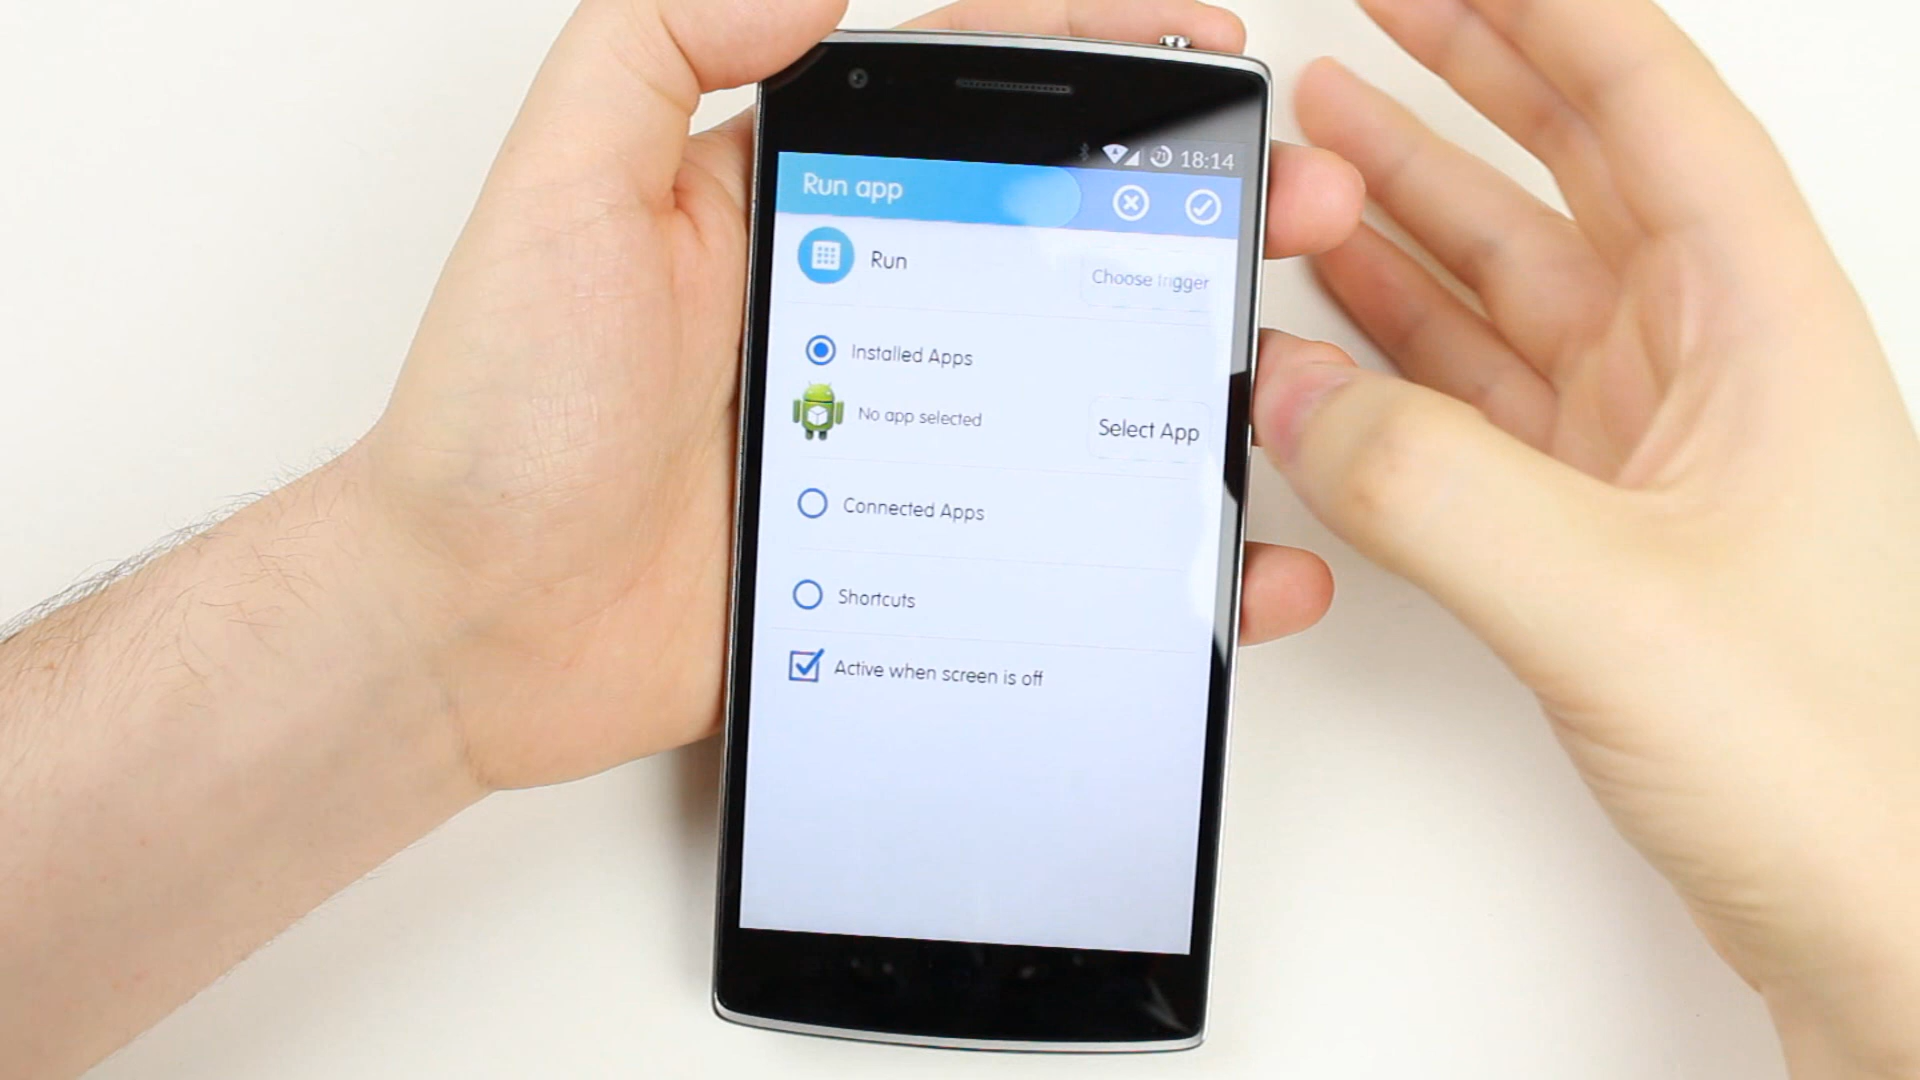 71 18:14
Run app
Run
Choose trigger
Installed Apps
No app selected
Select App
Connected Apps
Shortcuts
Active when screen is off